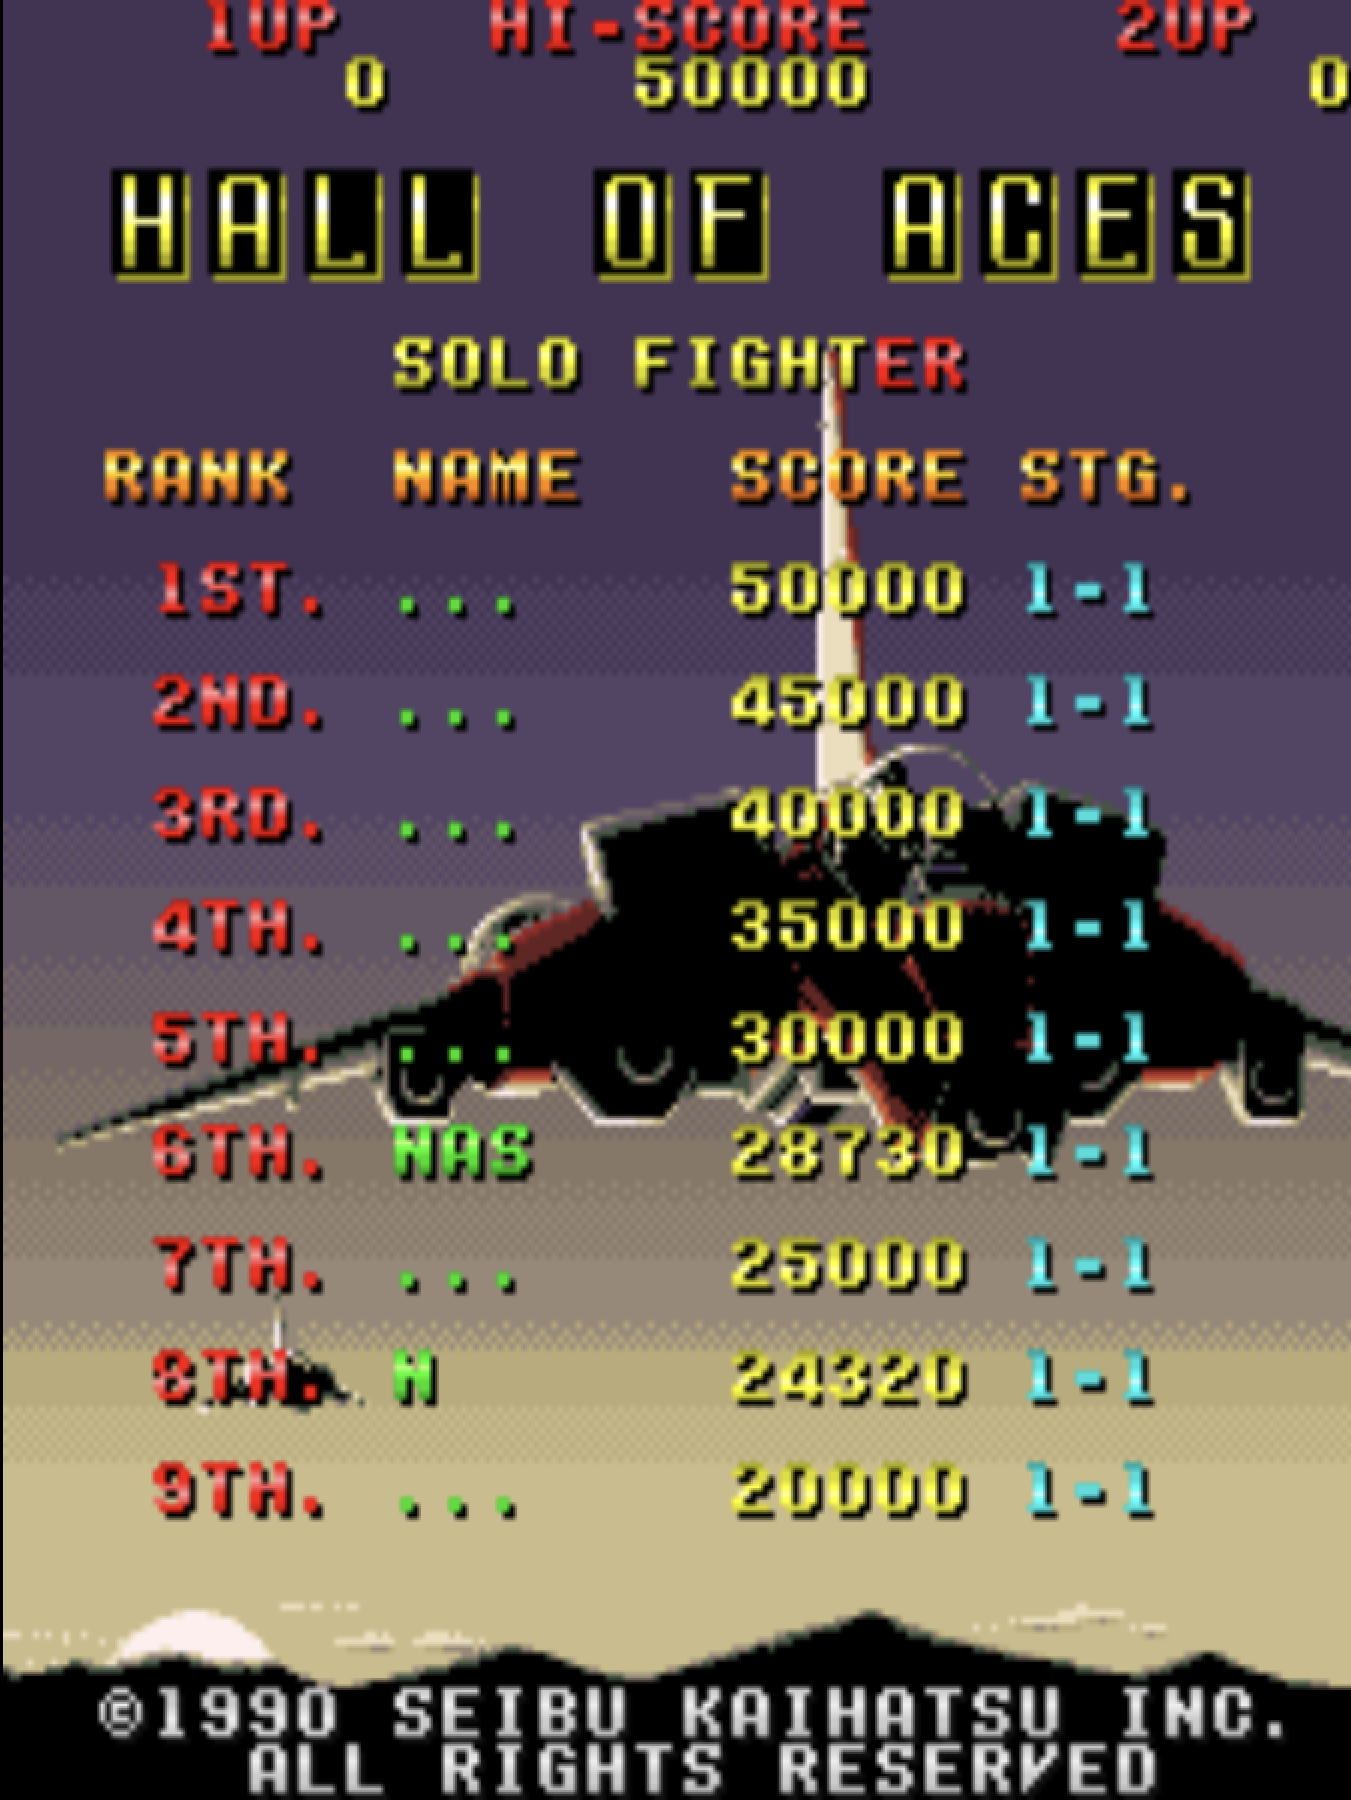 1UP HI-SCORE 2UP
0 50000 0
HALL OF ACES
SOLO FIGHTER
RANK NAME SCORE STG.
1ST. ... 50000 1-1
2ND. ... 45000 1-1
3RD. ... 40000 1-1
4TH. ... 35000 1-1
5TH. ... 30000 1-1
6TH. NAS 28730 1-1
7TH. ... 25000 1-1
8TH. N 24320 1-1
9TH. ... 20000 1-1
©1990 SEIBU KAIHATSU INC.
ALL RIGHTS RESERVED